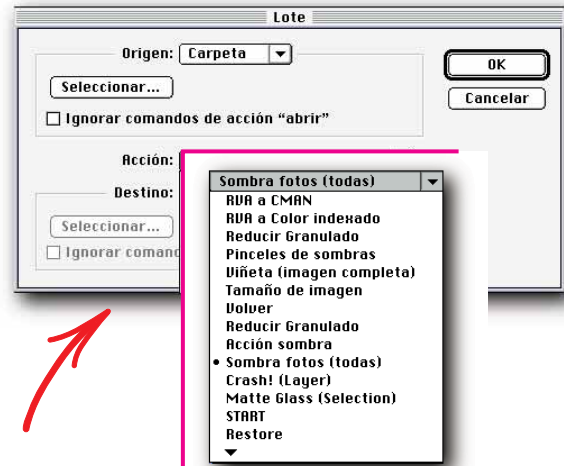 Lote
Origen: Carpeta
OK
Seleccionar...
Cancelar
Ignorar comandos de acción “abrir”
Acción:
Destino:
Seleccionar...
Ignorar comand
Sombra fotos (todas)
RVA a CMAN
RVA a Color indexado
Reducir Granulado
Pinceles de sombras
Viñeta (imagen completa)
Tamaño de imagen
Volver
Reducir Granulado
Acción sombra
• Sombra fotos (todas)
Crash! (Layer)
Matte Glass (Selection)
START
Restore